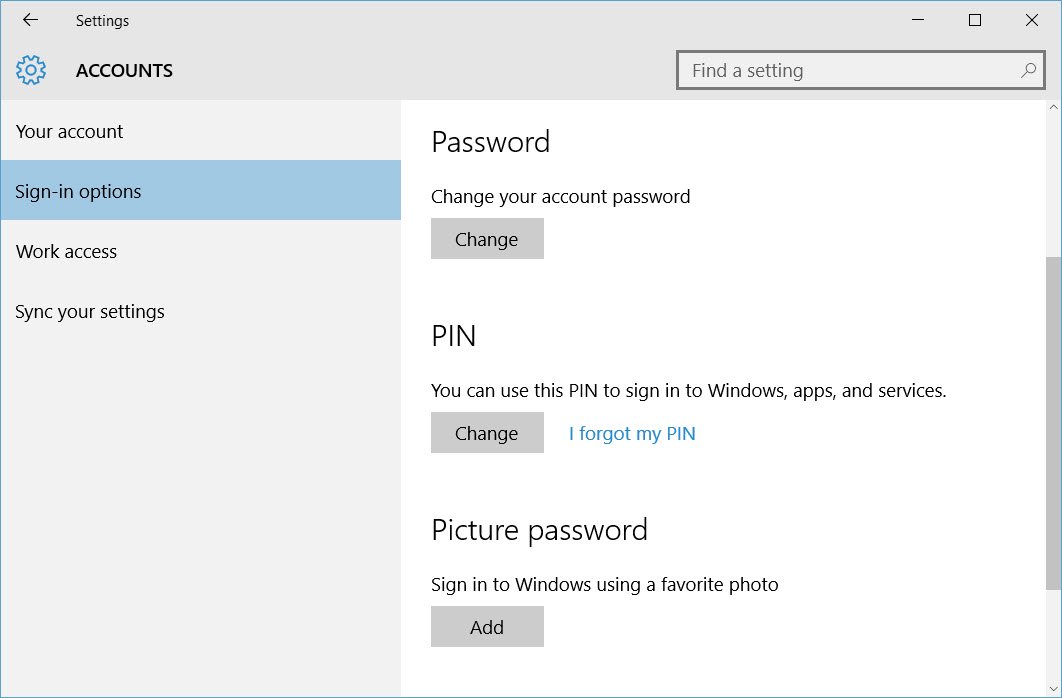 Settings
ACCOUNTS
Find a setting
Your account
Sign-in options
Work access
Sync your settings
Password
Change your account password
Change
PIN
You can use this PIN to sign in to Windows, apps, and services.
Change I forgot my PIN
Picture password
Sign in to Windows using a favorite photo
Add